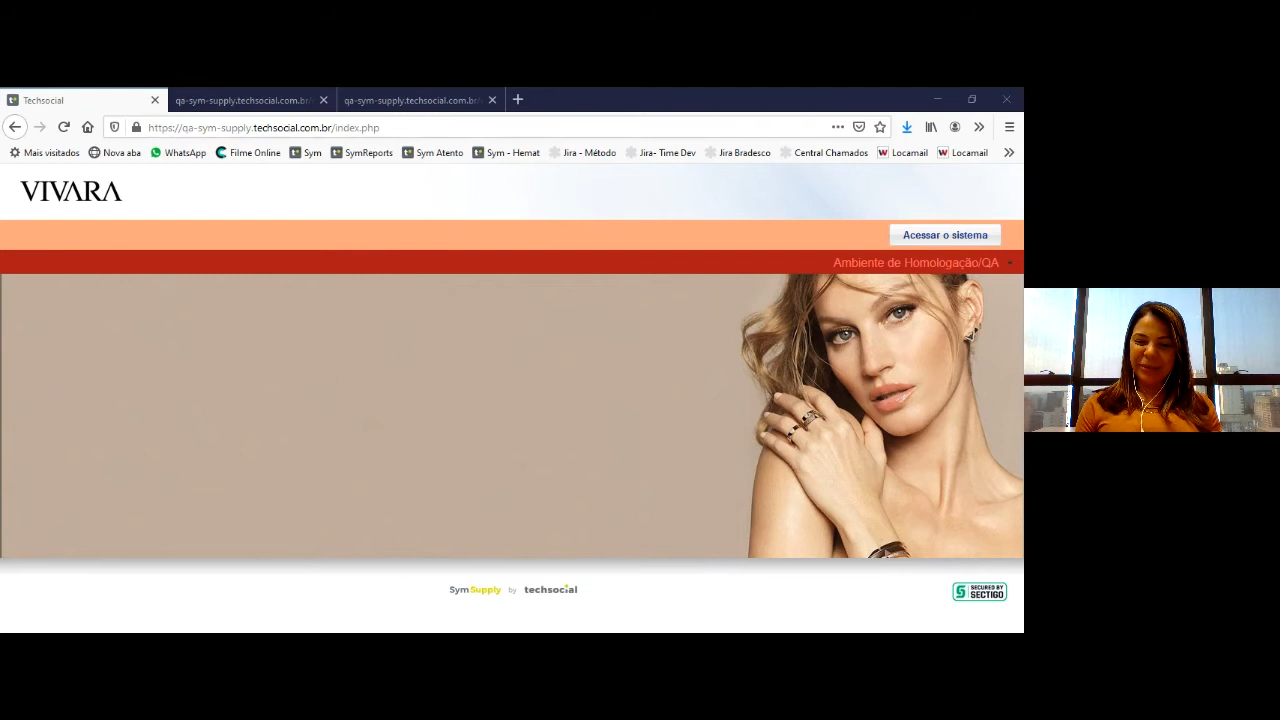 Techsocial
qa-sym-supply.techsocial.com.br/
qa-sym-supply.techsocial.com.br/
https://qa-sym-supply.techsocial.com.br/index.php
Mais visitados Nova aba WhatsApp Filme Online Sym SymReports Sym Atento Sym - Hemat Jira - Método Jira- Time Dev Jira Bradesco Central Chamados Locamail Locamail
VIVARA
Acessar o sistema
Ambiente de Homologação/QA
SymSupply by techsocial
SECURED BY
SECTIGO